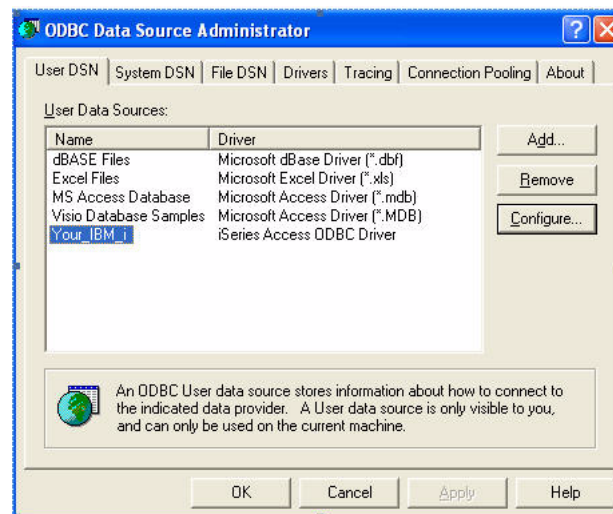 ODBC Data Source Administrator
User DSN System DSN File DSN Drivers Tracing Connection Pooling About
User Data Sources:
Name Driver
dBASE Files Microsoft dBase Driver (*.dbf)
Excel Files Microsoft Excel Driver (*.xls)
MS Access Database Microsoft Access Driver (*.mdb)
Visio Database Samples Microsoft Access Driver (*.MDB)
Your_IBM_i iSeries Access ODBC Driver
Add...
Remove
Configure...
An ODBC User data source stores information about how to connect to
the indicated data provider. A User data source is only visible to you,
and can only be used on the current machine.
OK Cancel Apply Help